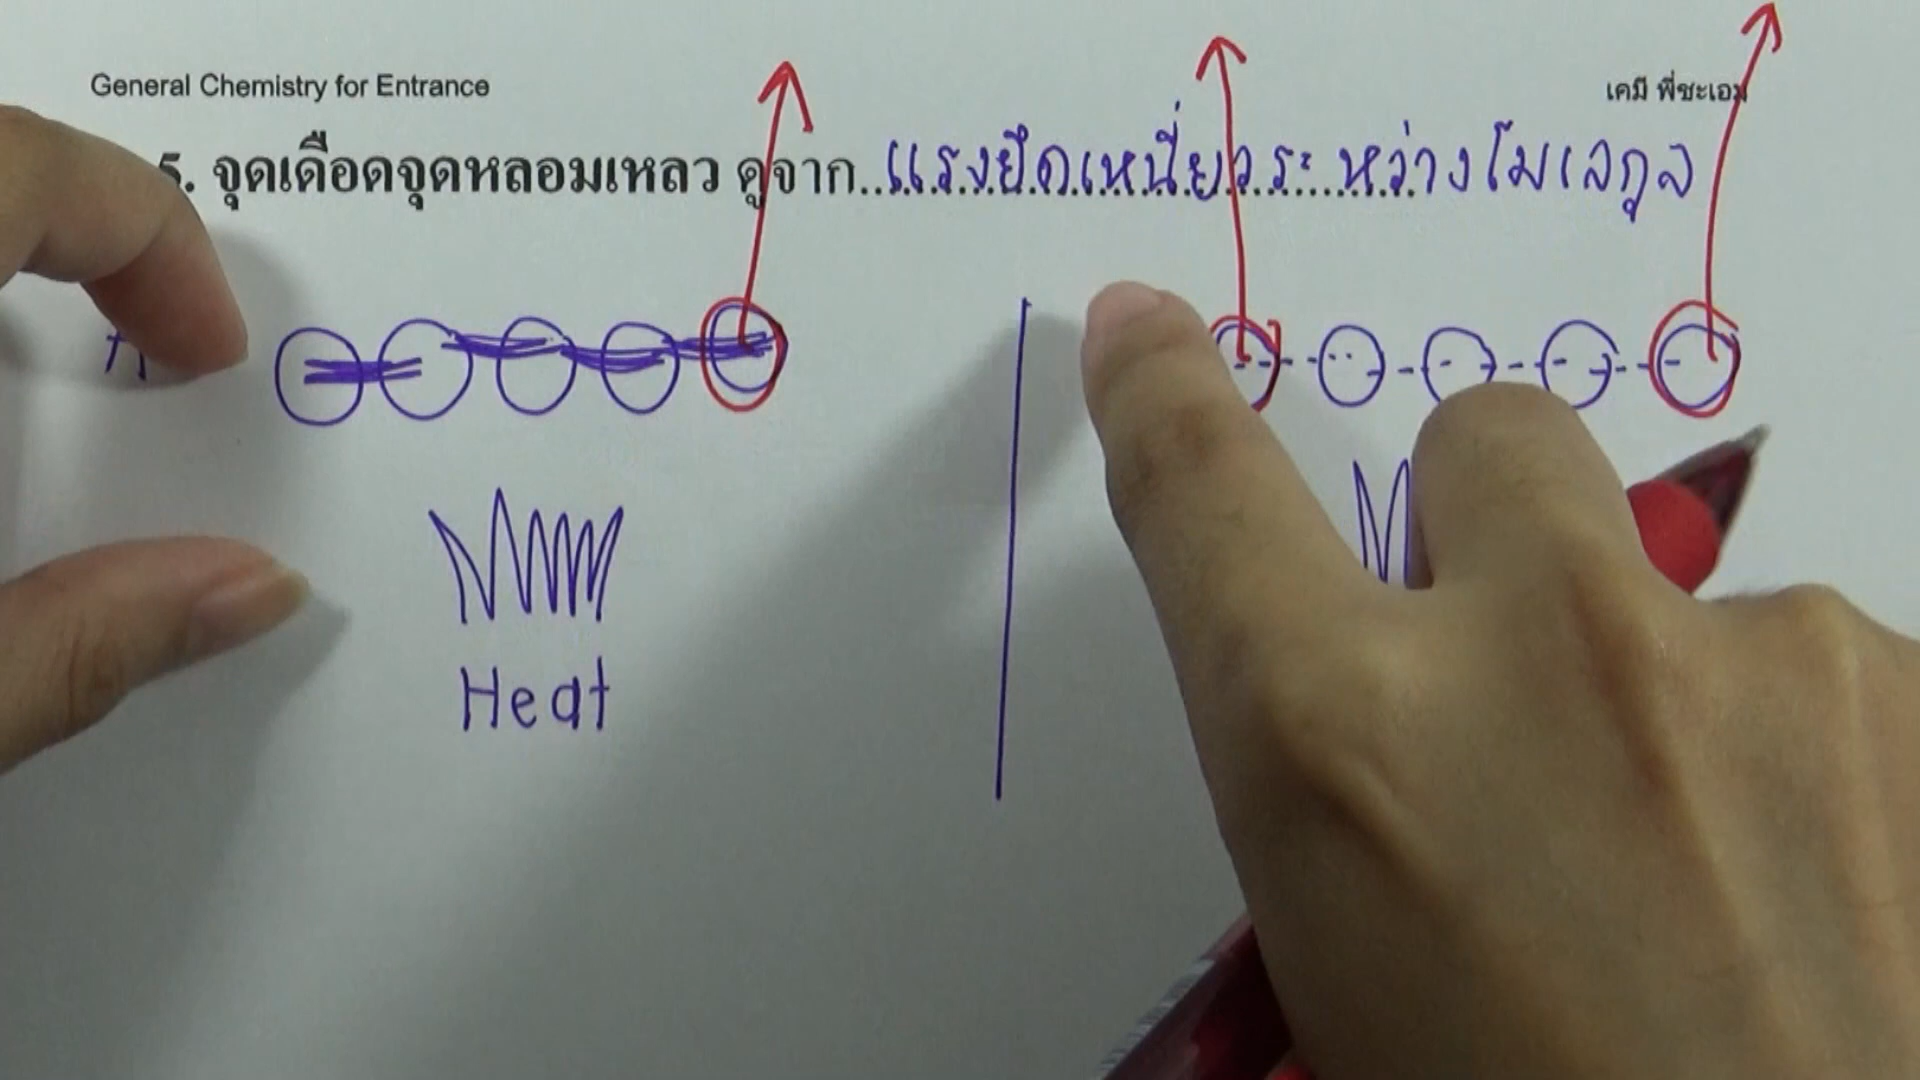 General Chemistry for Entrance
เคมี พี่ชะเอม
5. จุดเดือดจุดหลอมเหลว ดูจาก..แรงยึดเหนี่ยวระหว่างโมเลกูล
Heat